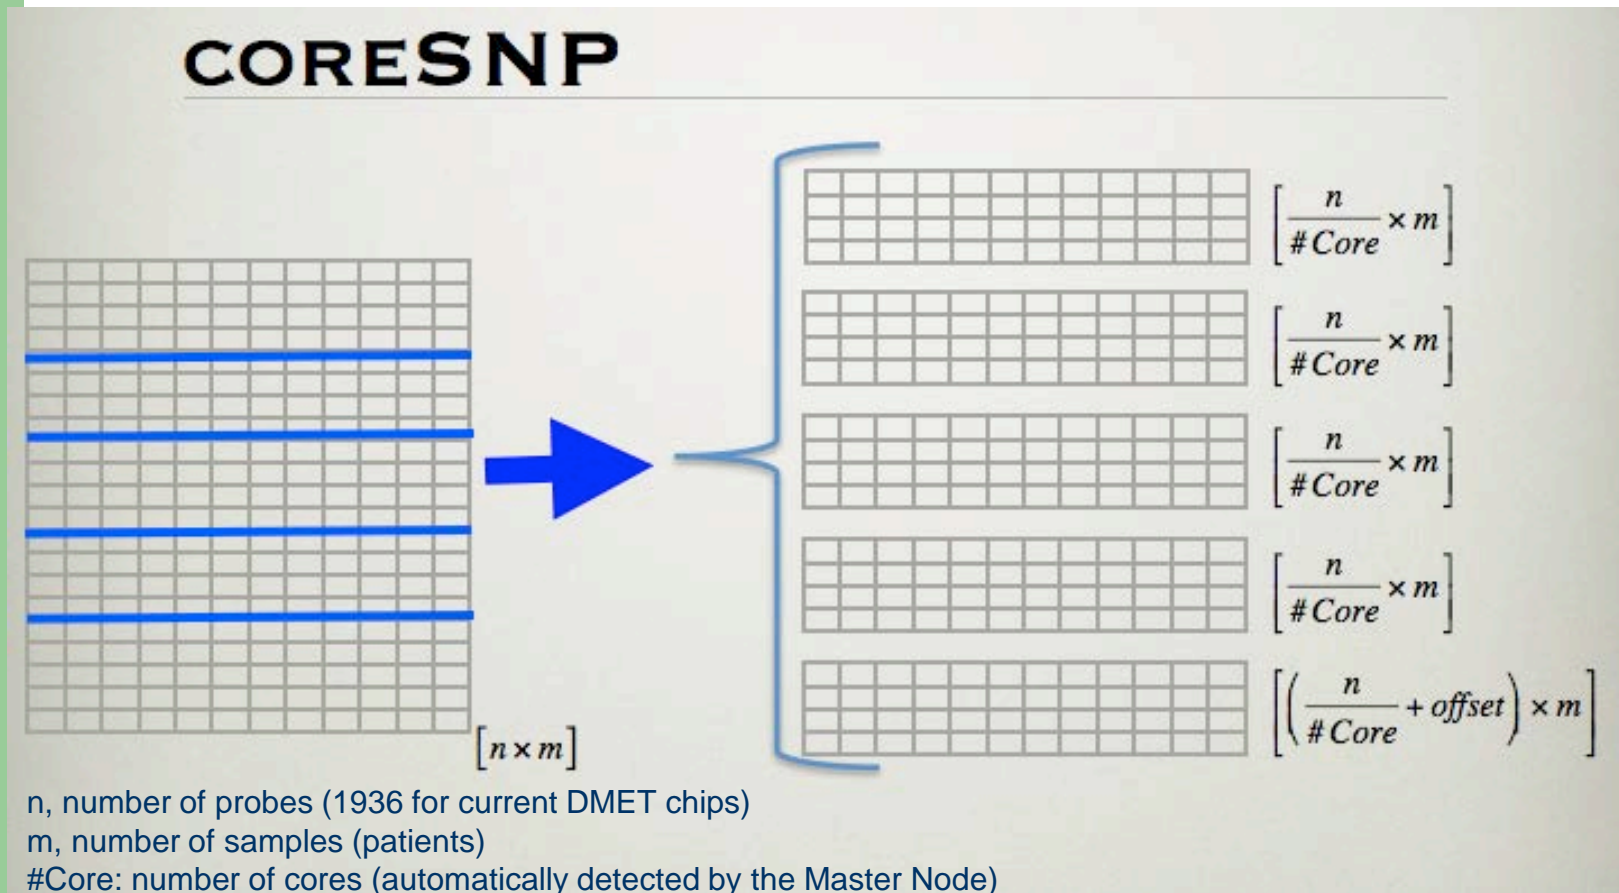 CORESNP
[n/#Core × m]
[n/#Core × m]
[n/#Core × m]
[n/#Core × m]
[(n/#Core + offset) × m]
[n × m]
n, number of probes (1936 for current DMET chips)
m, number of samples (patients)
#Core: number of cores (automatically detected by the Master Node)